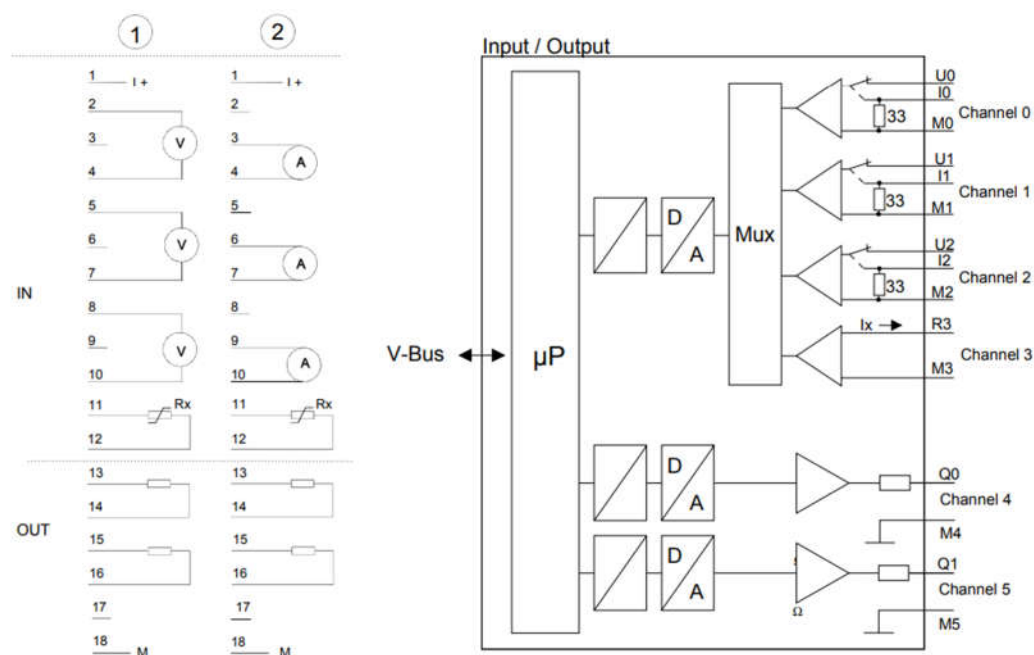 1 2
1 I + 1 I +
2 2
3 V 3
4 4 A
5 5
6 V 6
7 7 A
IN
8 8
9 V 9
10 10 A
11 Rx 11 Rx
12 12
13 13
14 14
OUT
15 15
16 16
17 17
18 M 18 M
Input / Output
V-Bus
µP
D
A
Mux
U0
I0
33
M0
Channel 0
U1
I1
33
M1
Channel 1
U2
I2
33
M2
Channel 2
Ix
R3
M3
Channel 3
D
A
Q0
Channel 4
M4
D
A
Ω
Q1
Channel 5
M5